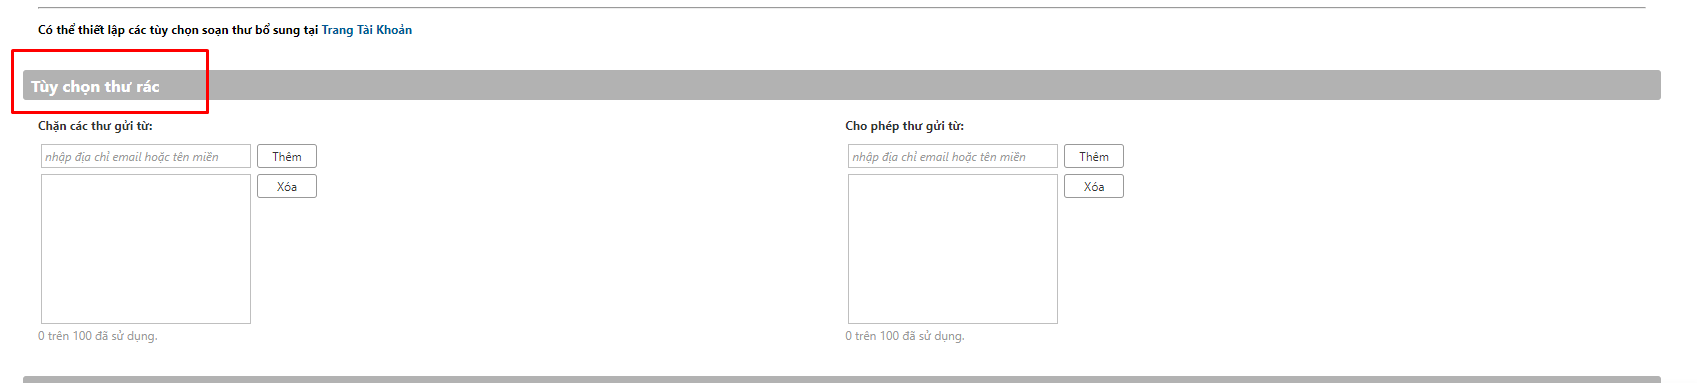 Có thể thiết lập các tùy chọn soạn thư bổ sung tại Trang Tài Khoản
Tùy chọn thư rác
Chặn các thư gửi từ:
nhập địa chỉ email hoặc tên miền
Thêm
Xóa
0 trên 100 đã sử dụng.
Cho phép thư gửi từ:
nhập địa chỉ email hoặc tên miền
Thêm
Xóa
0 trên 100 đã sử dụng.